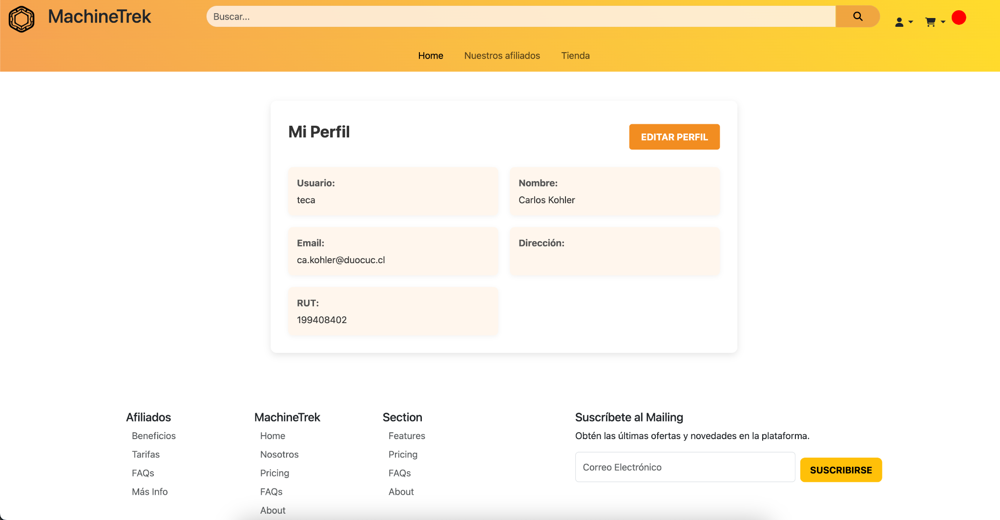 MachineTrek
Buscar...
Home Nuestros afiliados Tienda
Mi Perfil
EDITAR PERFIL
Usuario:
teca
Nombre:
Carlos Kohler
Email:
ca.kohler@duocuc.cl
Dirección:
RUT:
199408402
Afiliados
Beneficios
Tarifas
FAQs
Más Info
MachineTrek
Home
Nosotros
Pricing
FAQs
About
Section
Features
Pricing
FAQs
About
Suscríbete al Mailing
Obtén las últimas ofertas y novedades en la plataforma.
Correo Electrónico
SUSCRIBIRSE